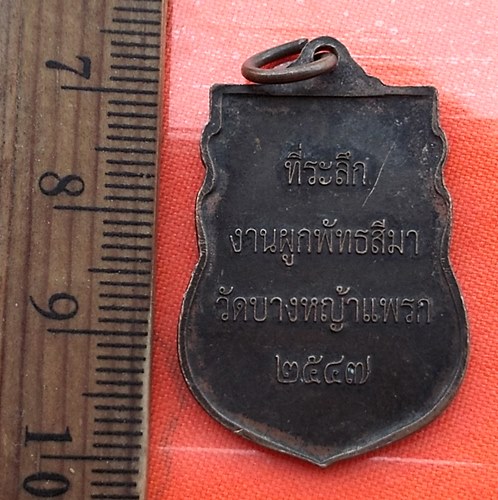 ที่ระลึก
งานผูกพัทธสีมา
วัดบางหญ้าแพรก
๒๕๔๗
7
8
9
10